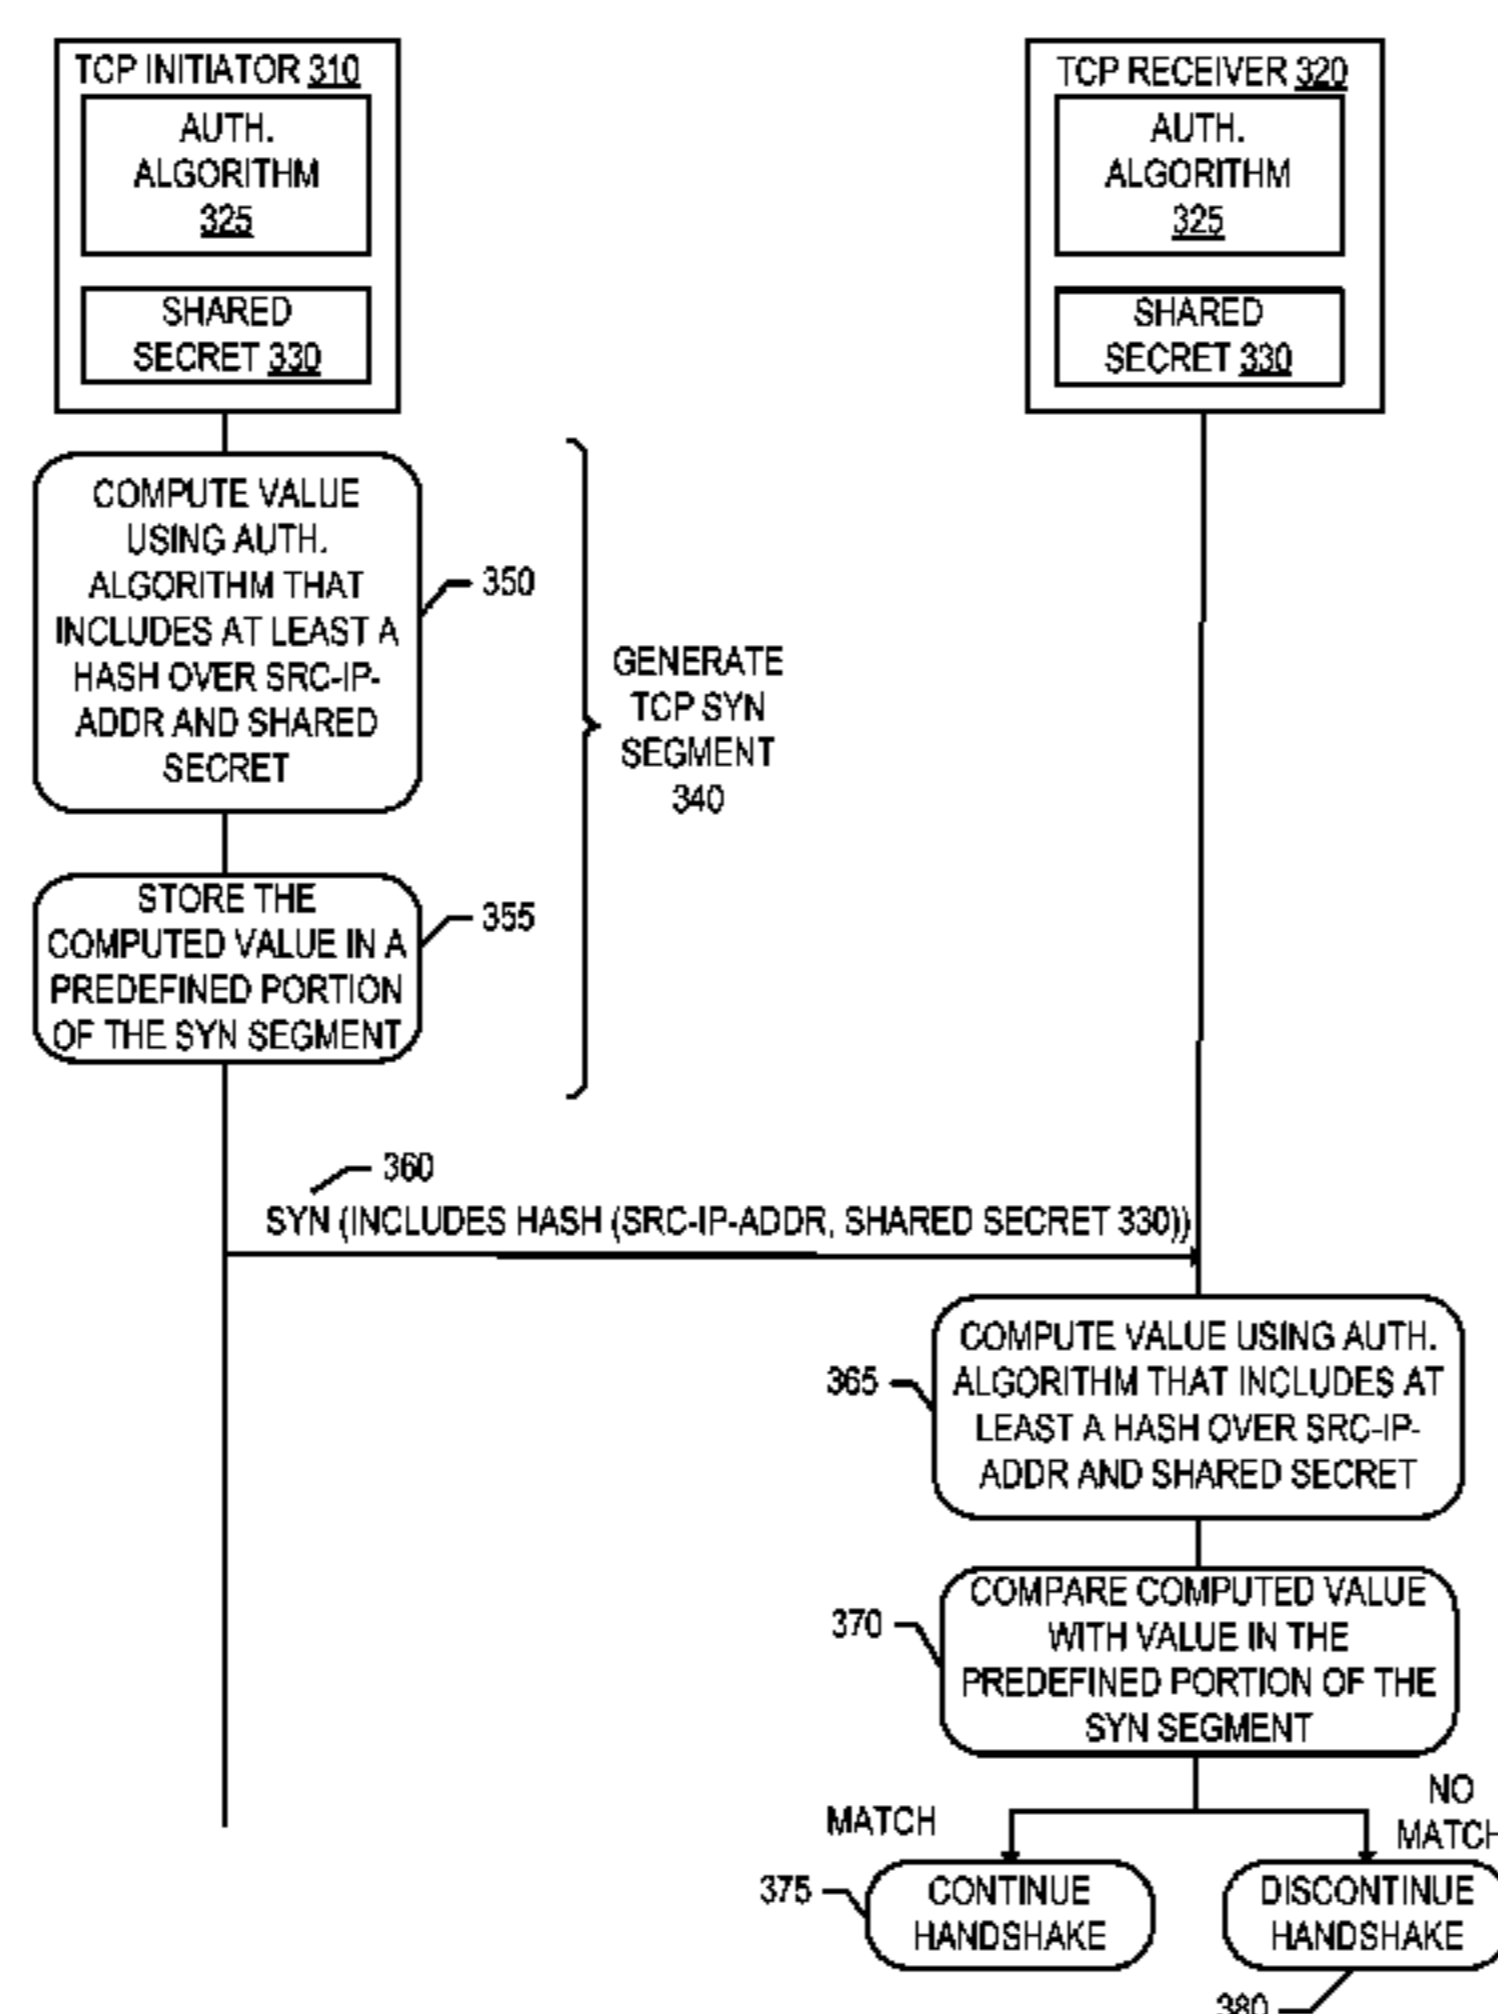 TCP INITIATOR 310
AUTH.
ALGORITHM
325
SHARED
SECRET 330
TCP RECEIVER 320
AUTH.
ALGORITHM
325
SHARED
SECRET 330
COMPUTE VALUE
USING AUTH.
ALGORITHM THAT
INCLUDES AT LEAST A
HASH OVER SRC-IP-
ADDR AND SHARED
SECRET
350
STORE THE
COMPUTED VALUE IN A
PREDEFINED PORTION
OF THE SYN SEGMENT
355
GENERATE
TCP SYN
SEGMENT
340
360
SYN (INCLUDES HASH (SRC-IP-ADDR, SHARED SECRET 330))
365
COMPUTE VALUE USING AUTH.
ALGORITHM THAT INCLUDES AT
LEAST A HASH OVER SRC-IP-
ADDR AND SHARED SECRET
370
COMPARE COMPUTED VALUE
WITH VALUE IN THE
PREDEFINED PORTION OF THE
SYN SEGMENT
MATCH
NO
MATCH
375
CONTINUE
HANDSHAKE
DISCONTINUE
HANDSHAKE
380